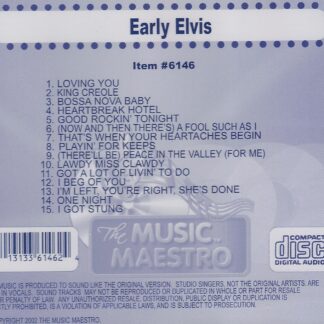 Early Elvis
Item #6146
1. LOVING YOU
2. KING CREOLE
3. BOSSA NOVA BABY
4. HEARTBREAK HOTEL
5. GOOD ROCKIN' TONIGHT
6. (NOW AND THEN THERE'S) A FOOL SUCH AS I
7. THAT'S WHEN YOUR HEARTACHES BEGIN
8. PLAYIN' FOR KEEPS
9. (THERE'LL BE) PEACE IN THE VALLEY (FOR ME)
10. LAWDY MISS CLAWDY
11. GOT A LOT OF LIVIN' TO DO
12. I BEG OF YOU
13. I'M LEFT, YOU'RE RIGHT, SHE'S DONE
14. ONE NIGHT
15. I GOT STUNG
The
MUSIC
MAESTRO
13133 61462 4
COMPACT
disc
DIGITAL AUDIO
MUSIC IS PRODUCED TO SOUND LIKE THE ORIGINAL VERSION. STUDIO SINGERS, NOT THE ORIGINAL ARTISTS, ARE
IN VOCALS. SOUND TRACKS MAY NOT BE REPRODUCED OR DUPLICATED IN WHOLE OR PART FOR RESALE
PENALTY OF LAW. ANY UNAUTHORIZED RESALE, DISTRIBUTION, PUBLIC DISPLAY OR DUPLICATION IS
STRICTLY PROHIBITED, IS A VIOLATION OF APPLICABLE LAWS, AND IS SUBJECT TO PROSECUTION.
PYRIGHT 2002 THE MUSIC MAESTRO.